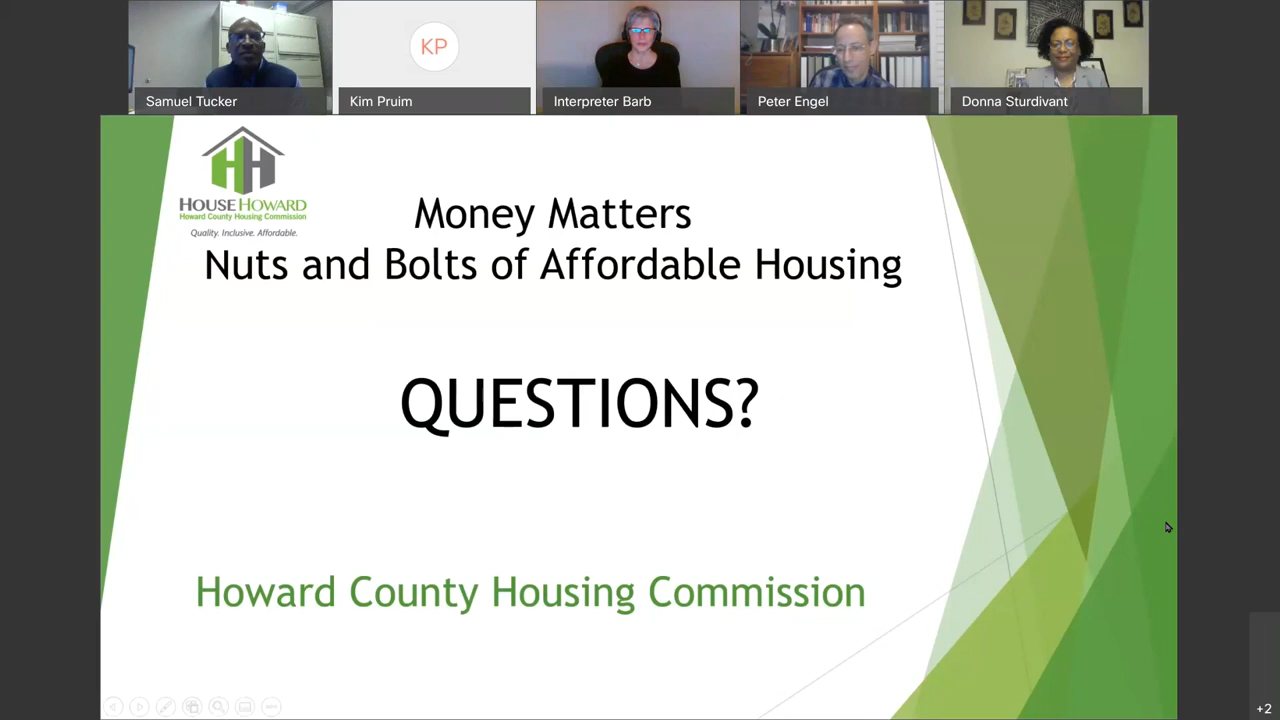 KP
Samuel Tucker
Kim Pruim
Interpreter Barb
Peter Engel
Donna Sturdivant
HOUSE HOWARD
Howard County Housing Commission
Quality. Inclusive. Affordable.
Money Matters
Nuts and Bolts of Affordable Housing
QUESTIONS?
Howard County Housing Commission
+2